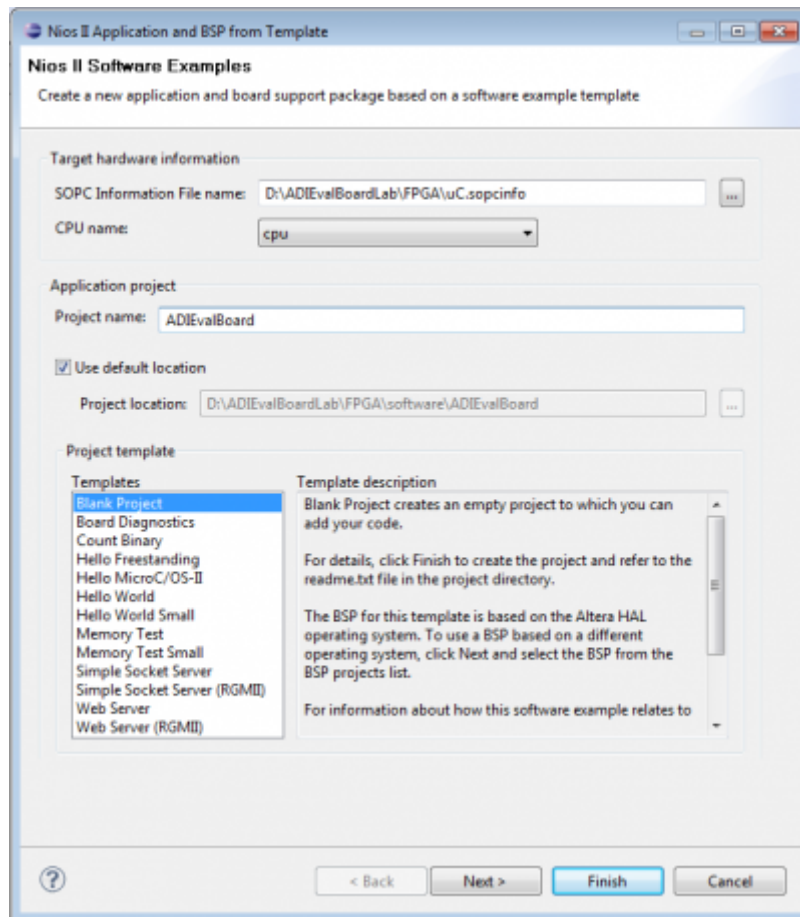 Nios II Application and BSP from Template
Nios II Software Examples
Create a new application and board support package based on a software example template
Target hardware information
SOPC Information File name: D:\ADIEvalBoardLab\FPGA\uC.sopcinfo ...
CPU name: cpu
Application project
Project name: ADIEvalBoard
Use default location
Project location: D:\ADIEvalBoardLab\FPGA\software\ADIEvalBoard ...
Project template
Templates
Blank Project
Board Diagnostics
Count Binary
Hello Freestanding
Hello MicroC/OS-II
Hello World
Hello World Small
Memory Test
Memory Test Small
Simple Socket Server
Simple Socket Server (RGMII)
Web Server
Web Server (RGMII)
Template description
Blank Project creates an empty project to which you can
add your code.
For details, click Finish to create the project and refer to the
readme.txt file in the project directory.
The BSP for this template is based on the Altera HAL
operating system. To use a BSP based on a different
operating system, click Next and select the BSP from the
BSP projects list.
For information about how this software example relates to
? < Back Next > Finish Cancel